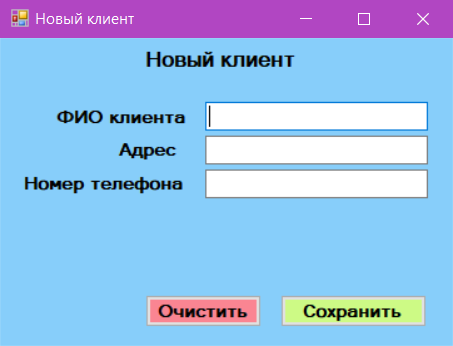 Новый клиент
Новый клиент
ФИО клиента
Адрес
Номер телефона
Очистить Сохранить